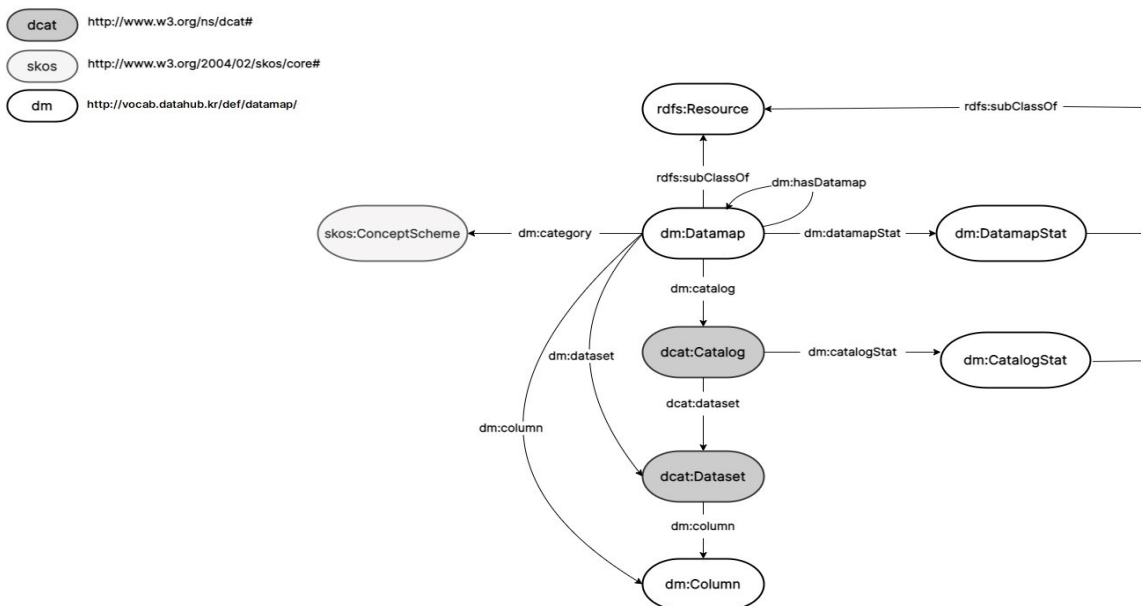 dcat http://www.w3.org/ns/dcat#
skos http://www.w3.org/2004/02/skos/core#
dm http://vocab.datahub.kr/def/datamap/
rdfs:Resource
rdfs:subClassOf
rdfs:subClassOf
dm:hasDatamap
skos:ConceptScheme
dm:category
dm:Datamap
dm:datamapStat
dm:DatamapStat
dm:catalog
dm:dataset
dcat:Catalog
dm:catalogStat
dm:CatalogStat
dcat:dataset
dm:column
dcat:Dataset
dm:column
dm:Column